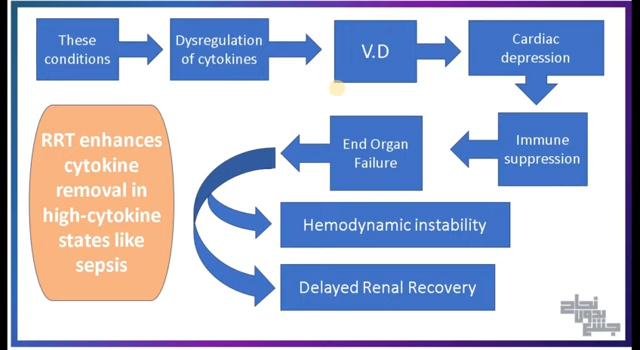 These
conditions
Dysregulation
of cytokines
V.D
Cardiac
depression
Immune
suppression
End Organ
Failure
Hemodynamic instability
Delayed Renal Recovery
RRT enhances
cytokine
removal in
high-cytokine
states like
sepsis